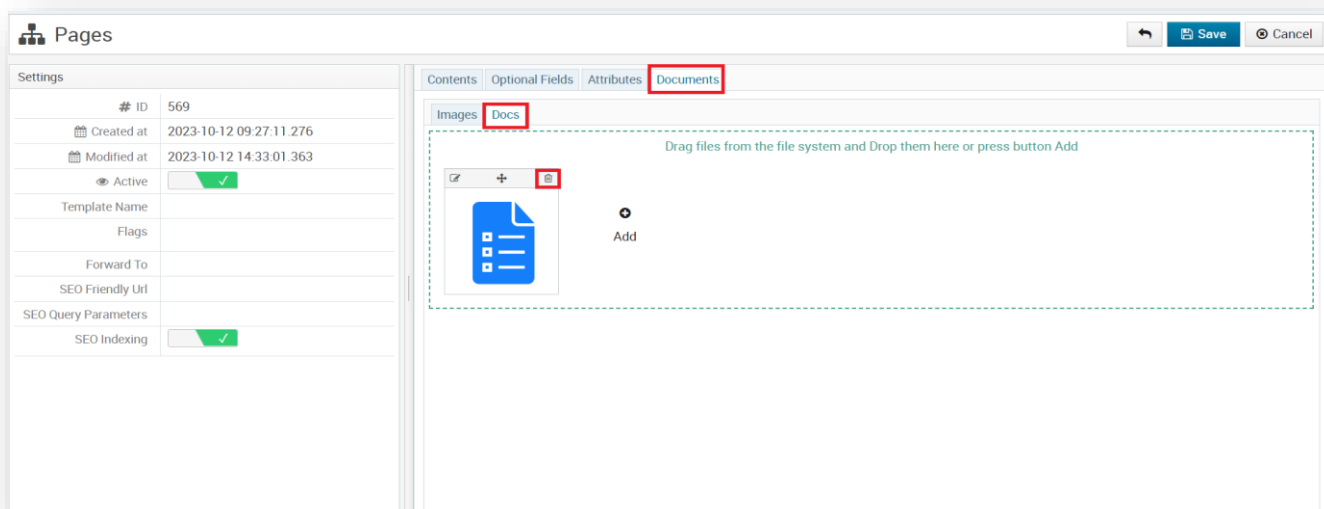 Pages
Save
Cancel
Settings
# ID 569
Created at 2023-10-12 09:27:11.276
Modified at 2023-10-12 14:33:01.363
Active
Template Name
Flags
Forward To
SEO Friendly Url
SEO Query Parameters
SEO Indexing
Contents Optional Fields Attributes Documents
Images Docs
Drag files from the file system and Drop them here or press button Add
Add